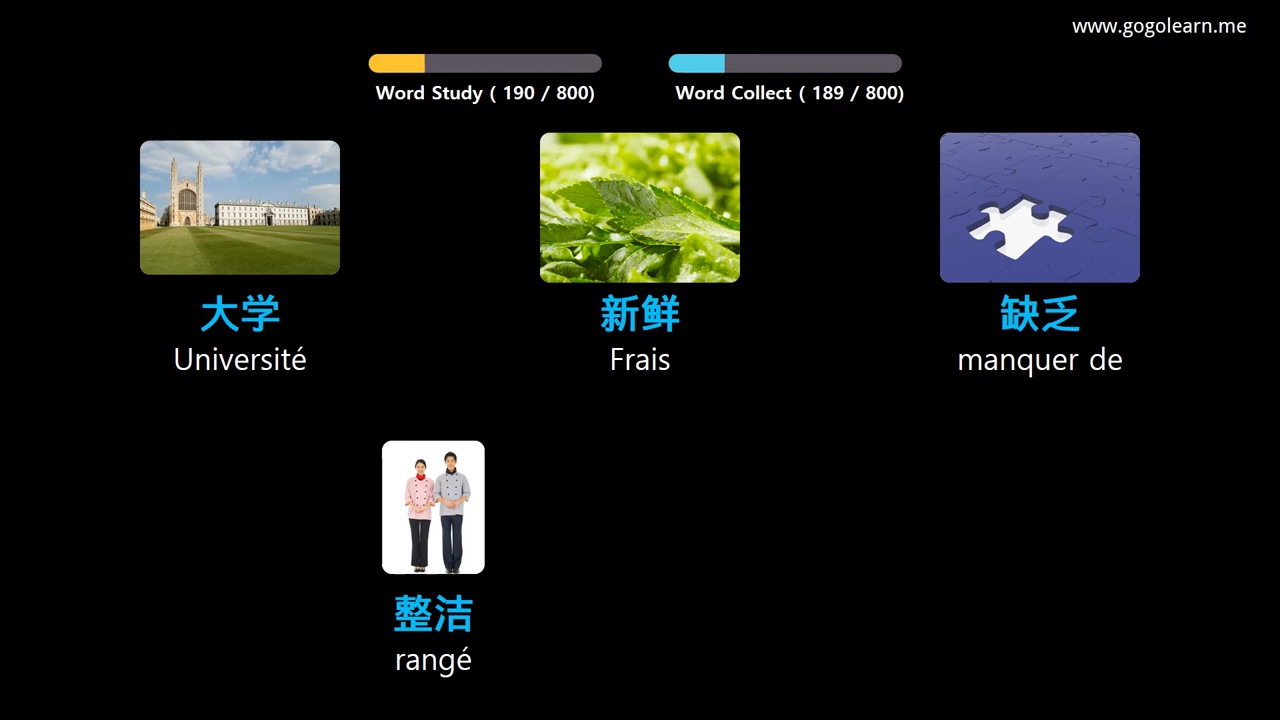 www.gogolearn.me
Word Study ( 190 / 800)
Word Collect ( 189 / 800)
大学
Université
新鲜
Frais
缺乏
manquer de
整洁
rangé